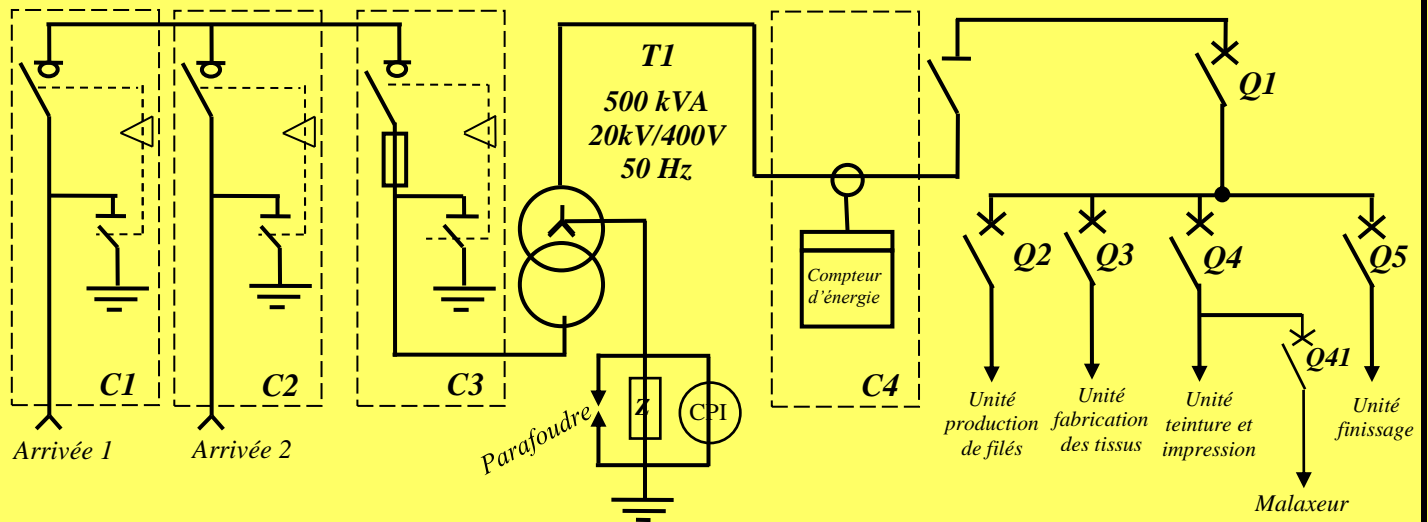 T1
500 kVA
20kV/400V
50 Hz
Q1
Q2
Q3
Q4
Q5
Q41
Compteur
d'énergie
C1
C2
C3
C4
Z
CPI
Parafoudre
Arrivée 1
Arrivée 2
Unité
production
de filés
Unité
fabrication
des tissus
Unité
teinture et
impression
Unité
finissage
Malaxeur